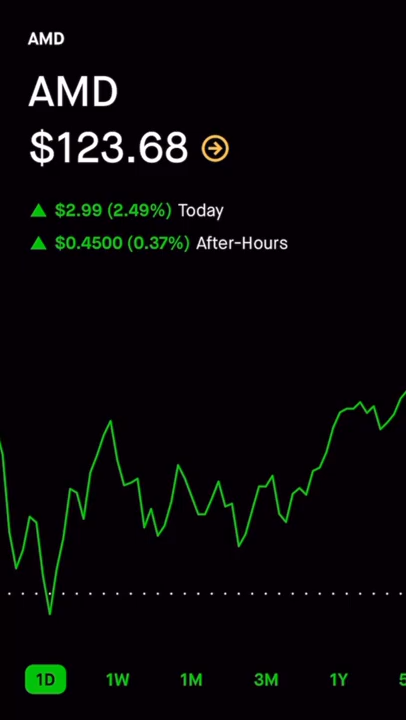 AMD
AMD
$123.68
▲ $2.99 (2.49%) Today
▲ $0.4500 (0.37%) After-Hours
1D 1W 1M 3M 1Y